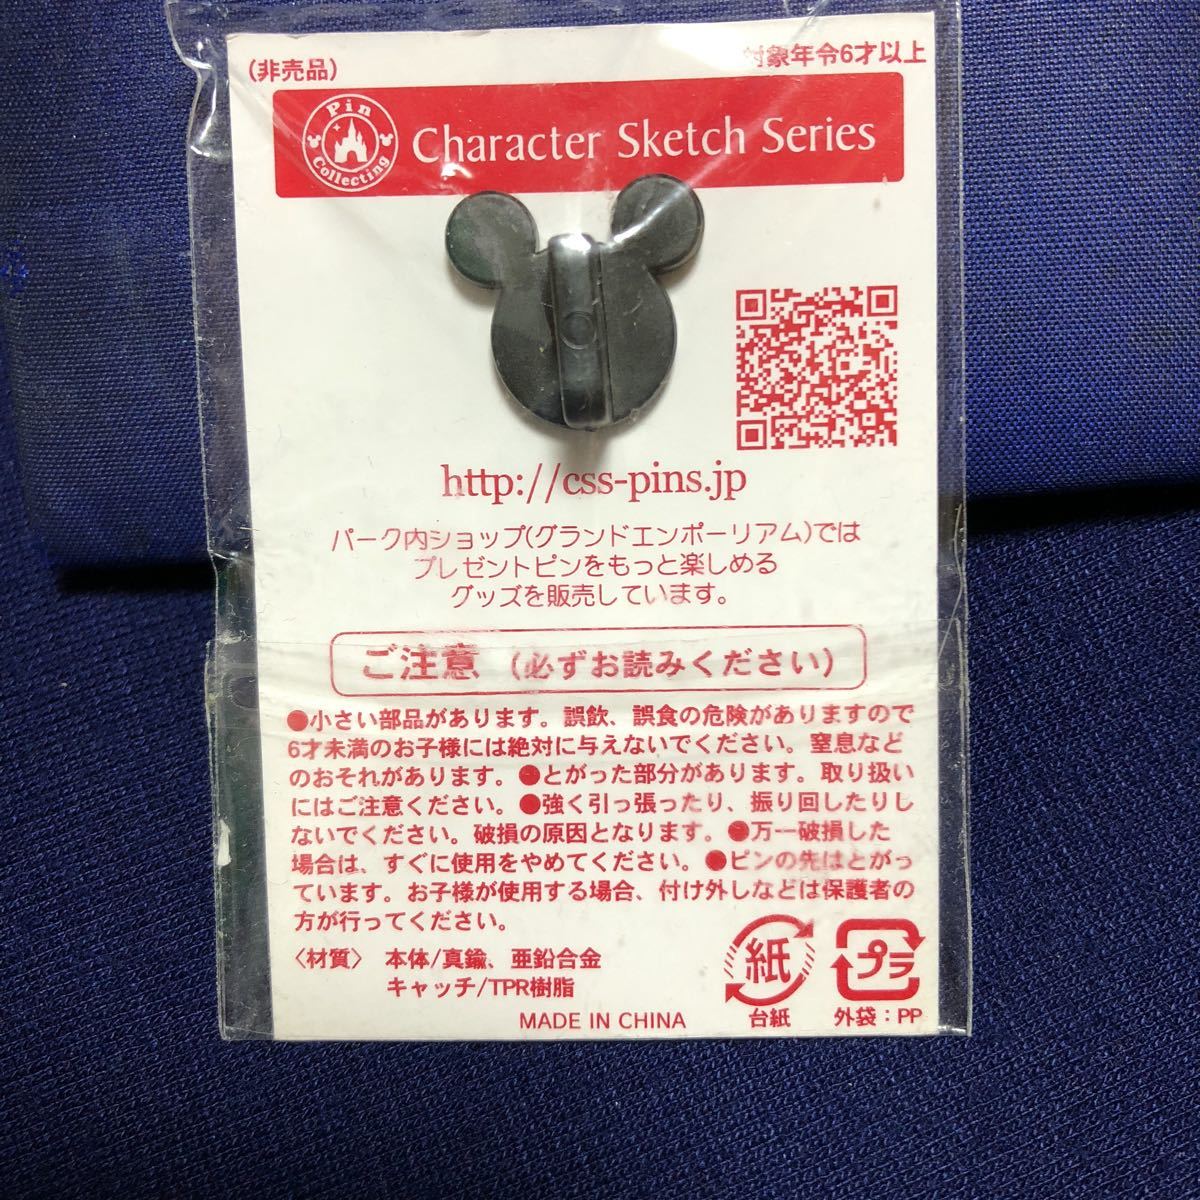 (非売品)
対象年令6才以上
Pin
Collecting
Character Sketch Series
http://css-pins.jp
パーク内ショップ(グランドエンポーリアム)では
プレゼントピンをもっと楽しめる
グッズを販売しています。
ご注意 (必ずお読みください)
●小さい部品があります。誤飲、誤食の危険がありますので
6才未満のお子様には絶対に与えないでください。窒息など
のおそれがあります。●とがった部分があります。取り扱い
にはご注意ください。●強く引っ張ったり、振り回したりし
ないでください。破損の原因となります。●万一破損した
場合は、すぐに使用をやめてください。●ピンの先はとがっ
ています。お子様が使用する場合、付け外しなどは保護者の
方が行ってください。
〈材質〉 本体/真鍮、亜鉛合金
キャッチ/TPR樹脂
MADE IN CHINA
紙
台紙
プラ
外袋：PP